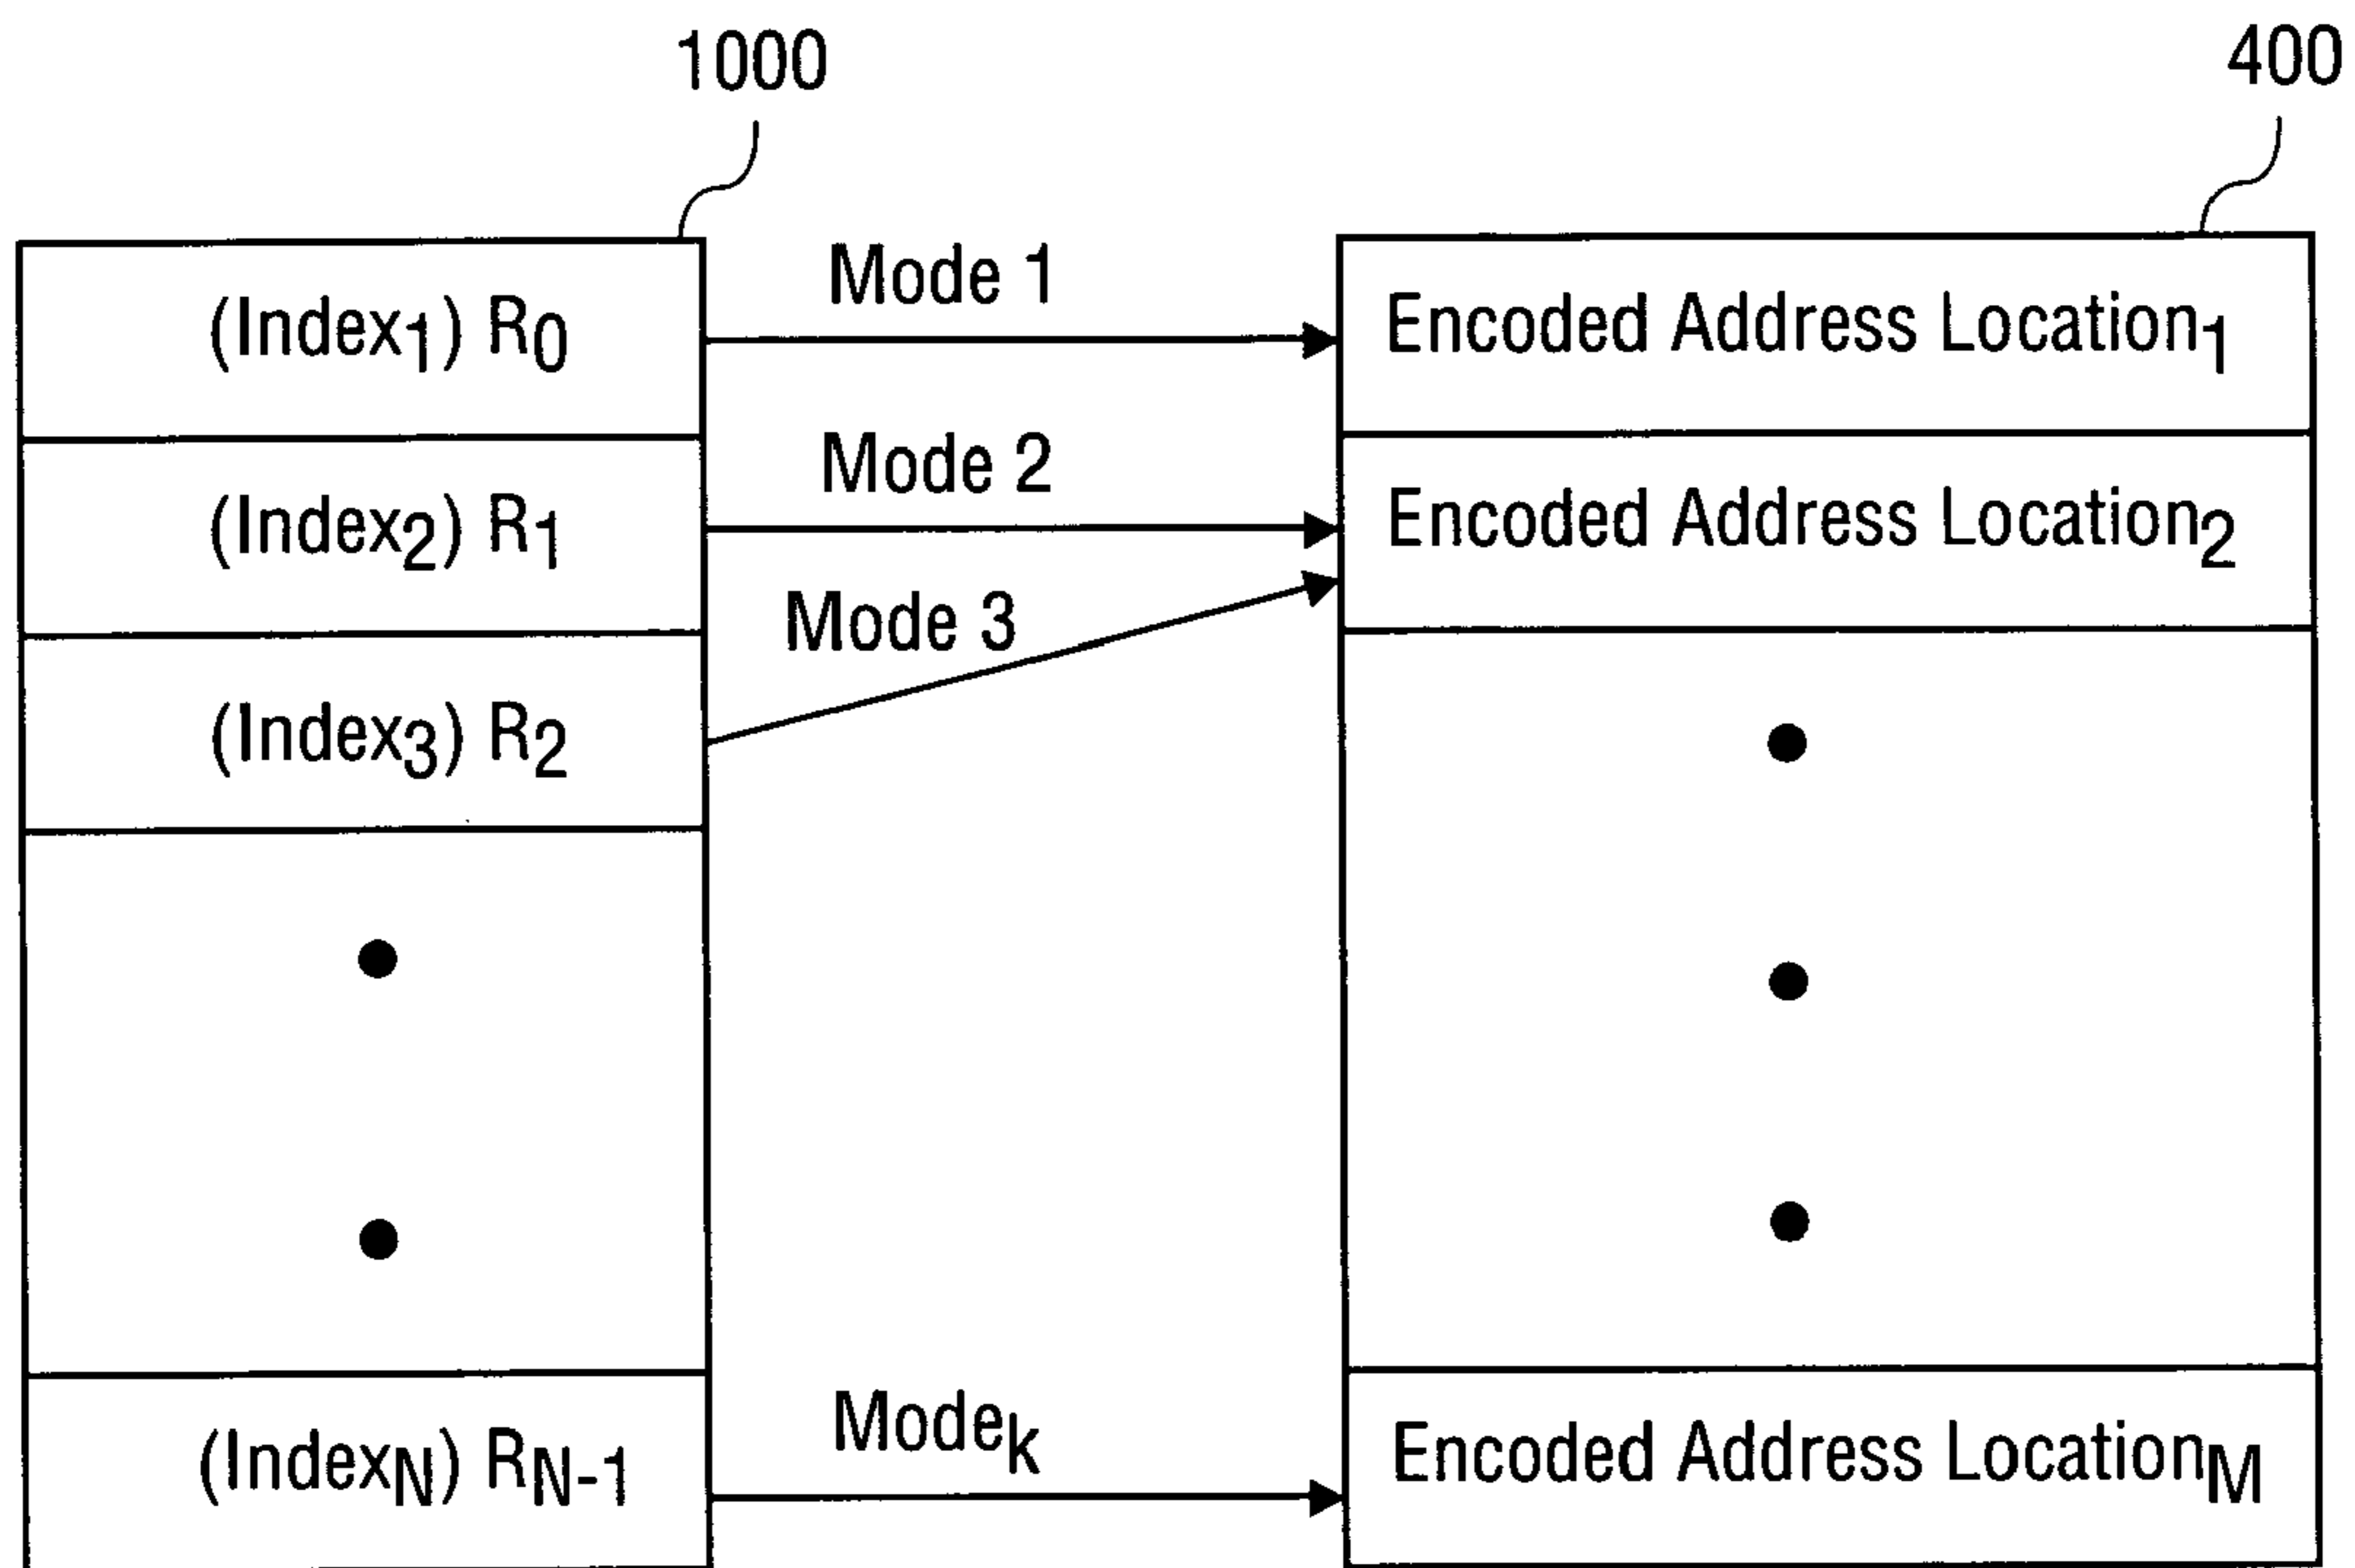 1000
400
(Index1) R0
Mode 1
Encoded Address Location1
(Index2) R1
Mode 2
Encoded Address Location2
Mode 3
(Index3) R2
(IndexN) RN-1
Modek
Encoded Address LocationM